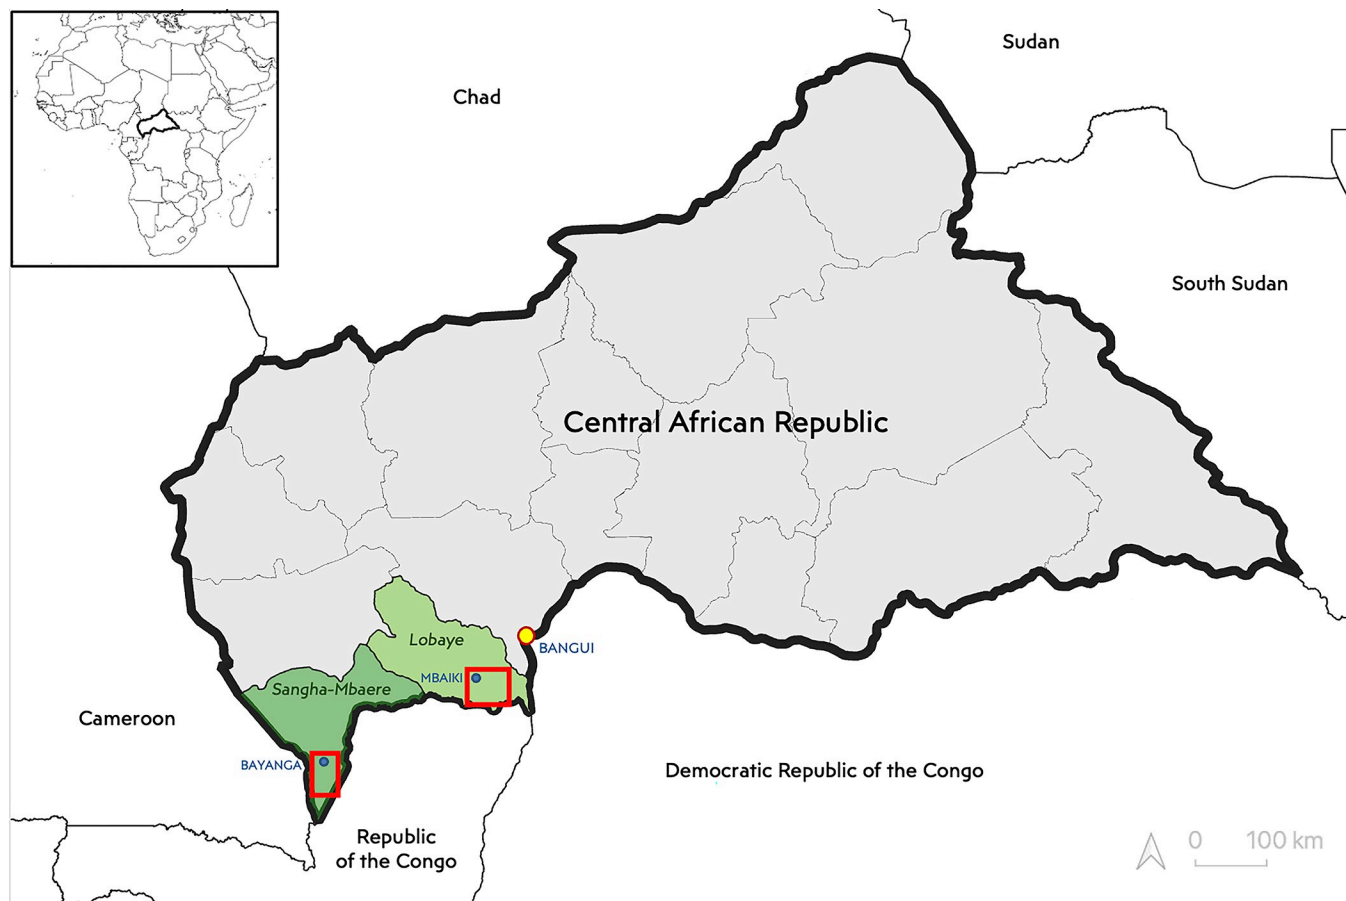 Sudan
Chad
South Sudan
Central African Republic
Lobaye
BANGUI
MBAIKI
Sangha-Mbaere
Cameroon
BAYANGA
Democratic Republic of the Congo
Republic
of the Congo
0 100 km